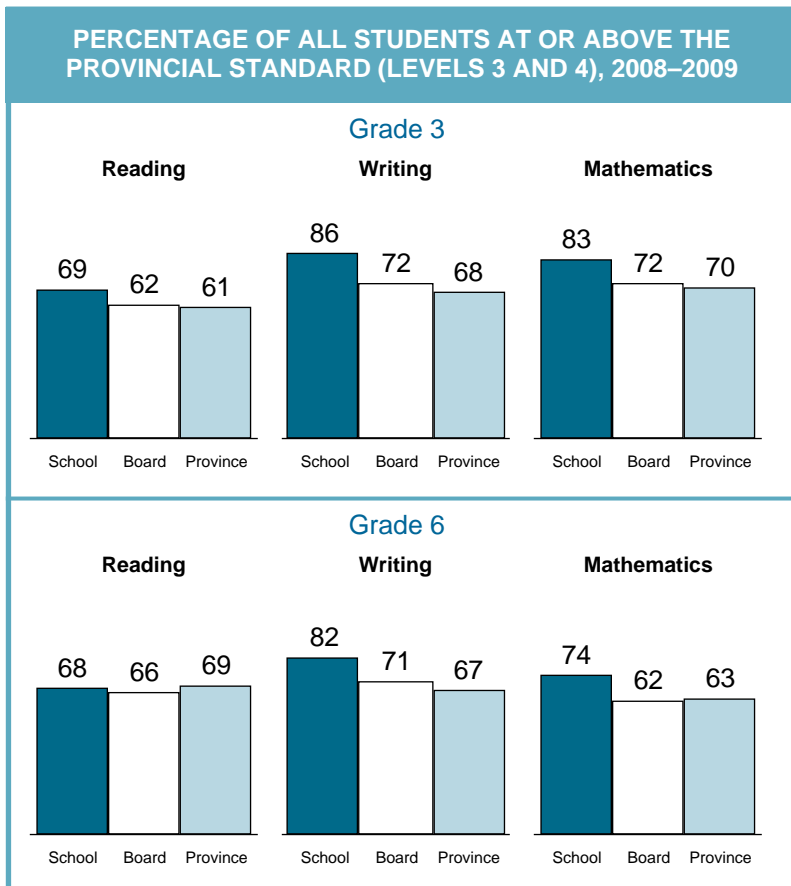 PERCENTAGE OF ALL STUDENTS AT OR ABOVE THE
PROVINCIAL STANDARD (LEVELS 3 AND 4), 2008–2009
Grade 3
Reading Writing Mathematics
69 62 61 86 72 68 83 72 70
School Board Province School Board Province School Board Province
Grade 6
Reading Writing Mathematics
68 66 69 82 71 67 74 62 63
School Board Province School Board Province School Board Province